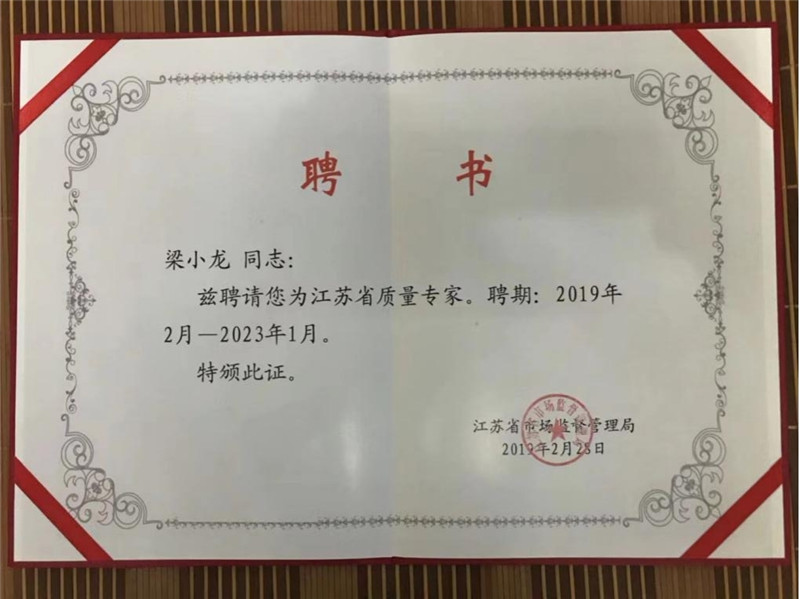 聘 书
梁小龙 同志：
兹聘请您为江苏省质量专家。聘期：2019年
2月—2023年1月。
特颁此证。
江苏省市场监督管理局
2019年2月28日